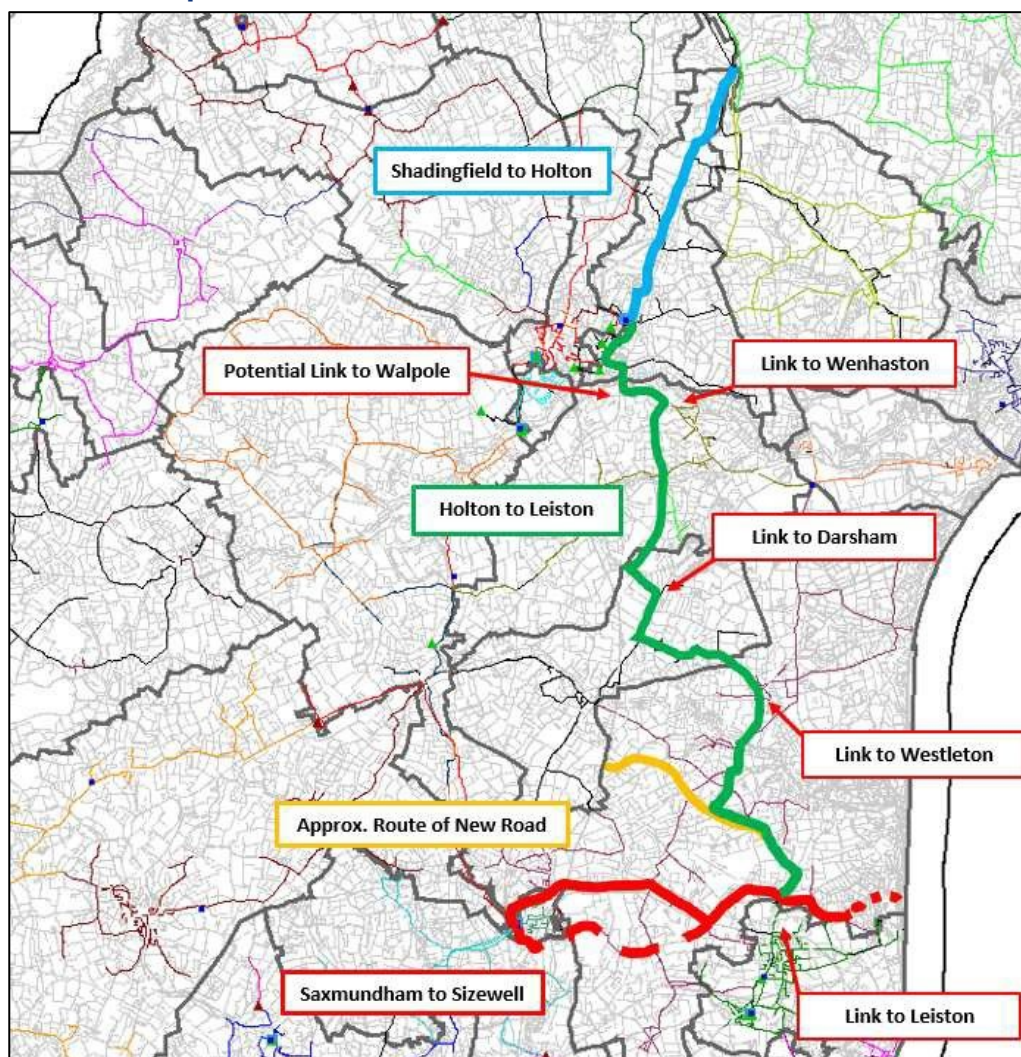 Shadingfield to Holton
Potential Link to Walpole
Link to Wenhaston
Holton to Leiston
Link to Darsham
Link to Westleton
Approx. Route of New Road
Saxmundham to Sizewell
Link to Leiston